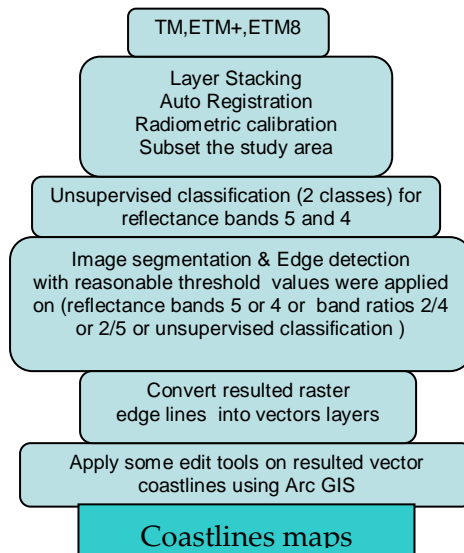 TM,ETM+,ETM8
Layer Stacking
Auto Registration
Radiometric calibration
Subset the study area
Unsupervised classification (2 classes) for
reflectance bands 5 and 4
Image segmentation & Edge detection
with reasonable threshold values were applied
on (reflectance bands 5 or 4 or band ratios 2/4
or 2/5 or unsupervised classification )
Convert resulted raster
edge lines into vectors layers
Apply some edit tools on resulted vector
coastlines using Arc GIS
Coastlines maps